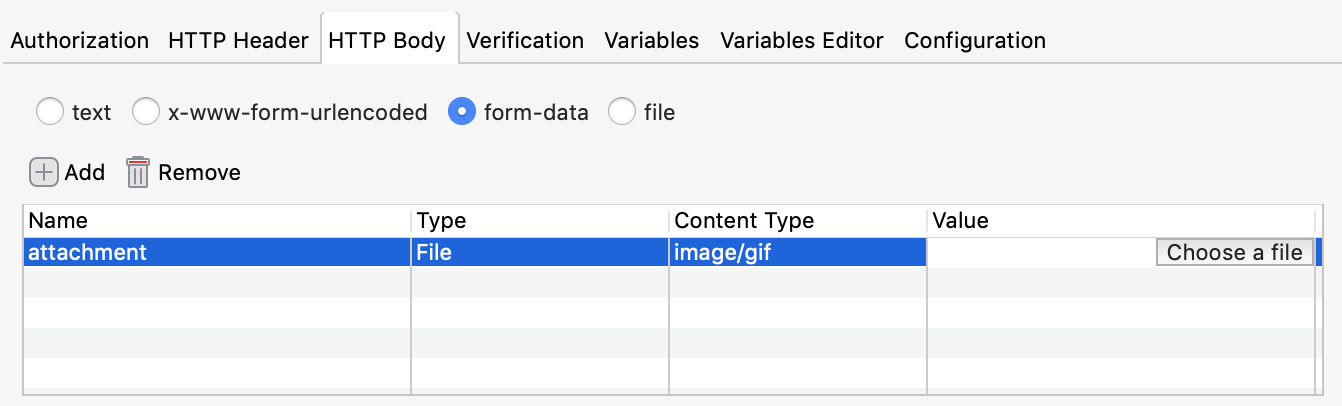 Authorization HTTP Header HTTP Body Verification Variables Variables Editor Configuration
text x-www-form-urlencoded form-data file
Add Remove
Name Type Content Type Value
attachment File image/gif Choose a file